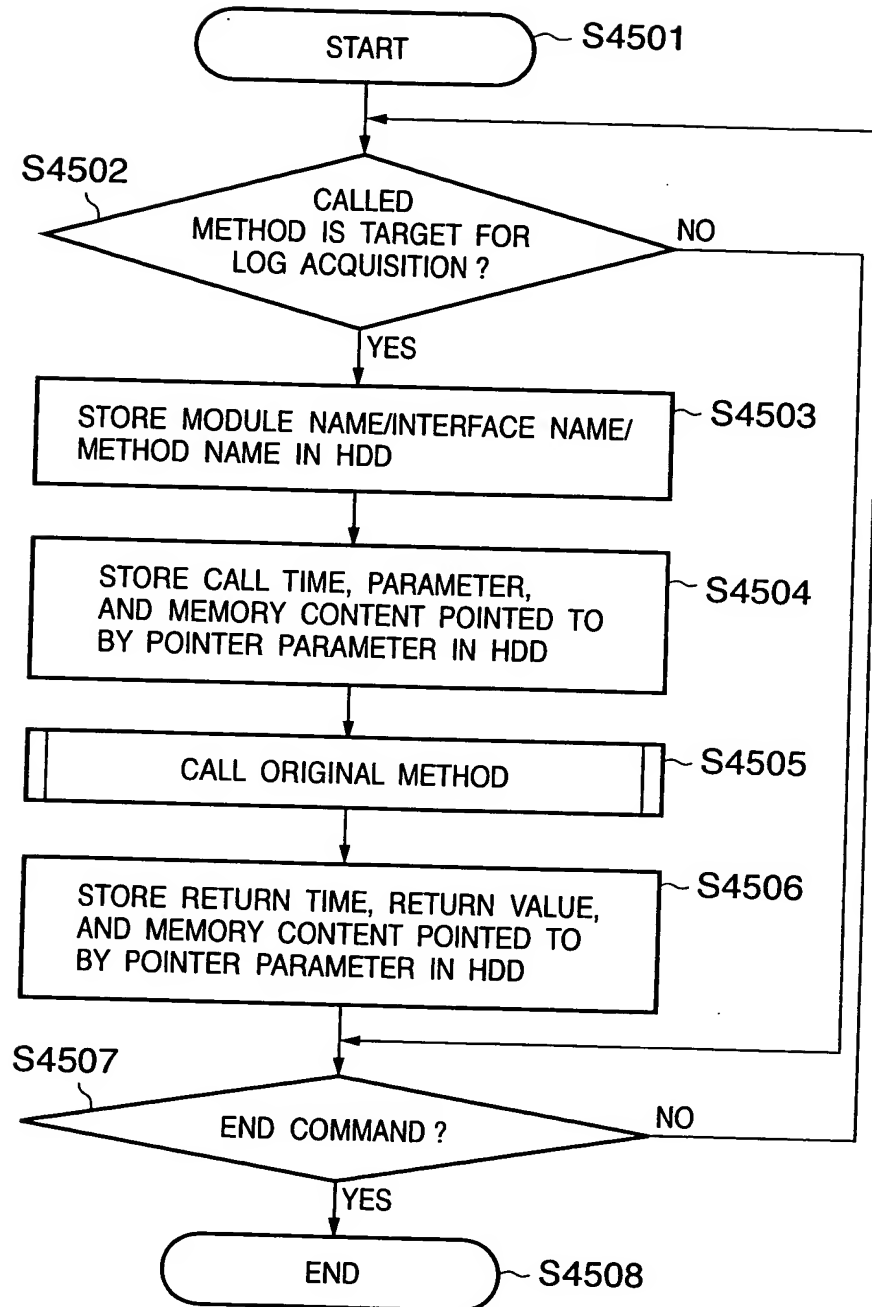 START
S4501
S4502
CALLED
METHOD IS TARGET FOR
LOG ACQUISITION ?
NO
YES
STORE MODULE NAME/INTERFACE NAME/
METHOD NAME IN HDD
S4503
STORE CALL TIME, PARAMETER,
AND MEMORY CONTENT POINTED TO
BY POINTER PARAMETER IN HDD
S4504
CALL ORIGINAL METHOD
S4505
STORE RETURN TIME, RETURN VALUE,
AND MEMORY CONTENT POINTED TO
BY POINTER PARAMETER IN HDD
S4506
S4507
END COMMAND ?
NO
YES
END
S4508